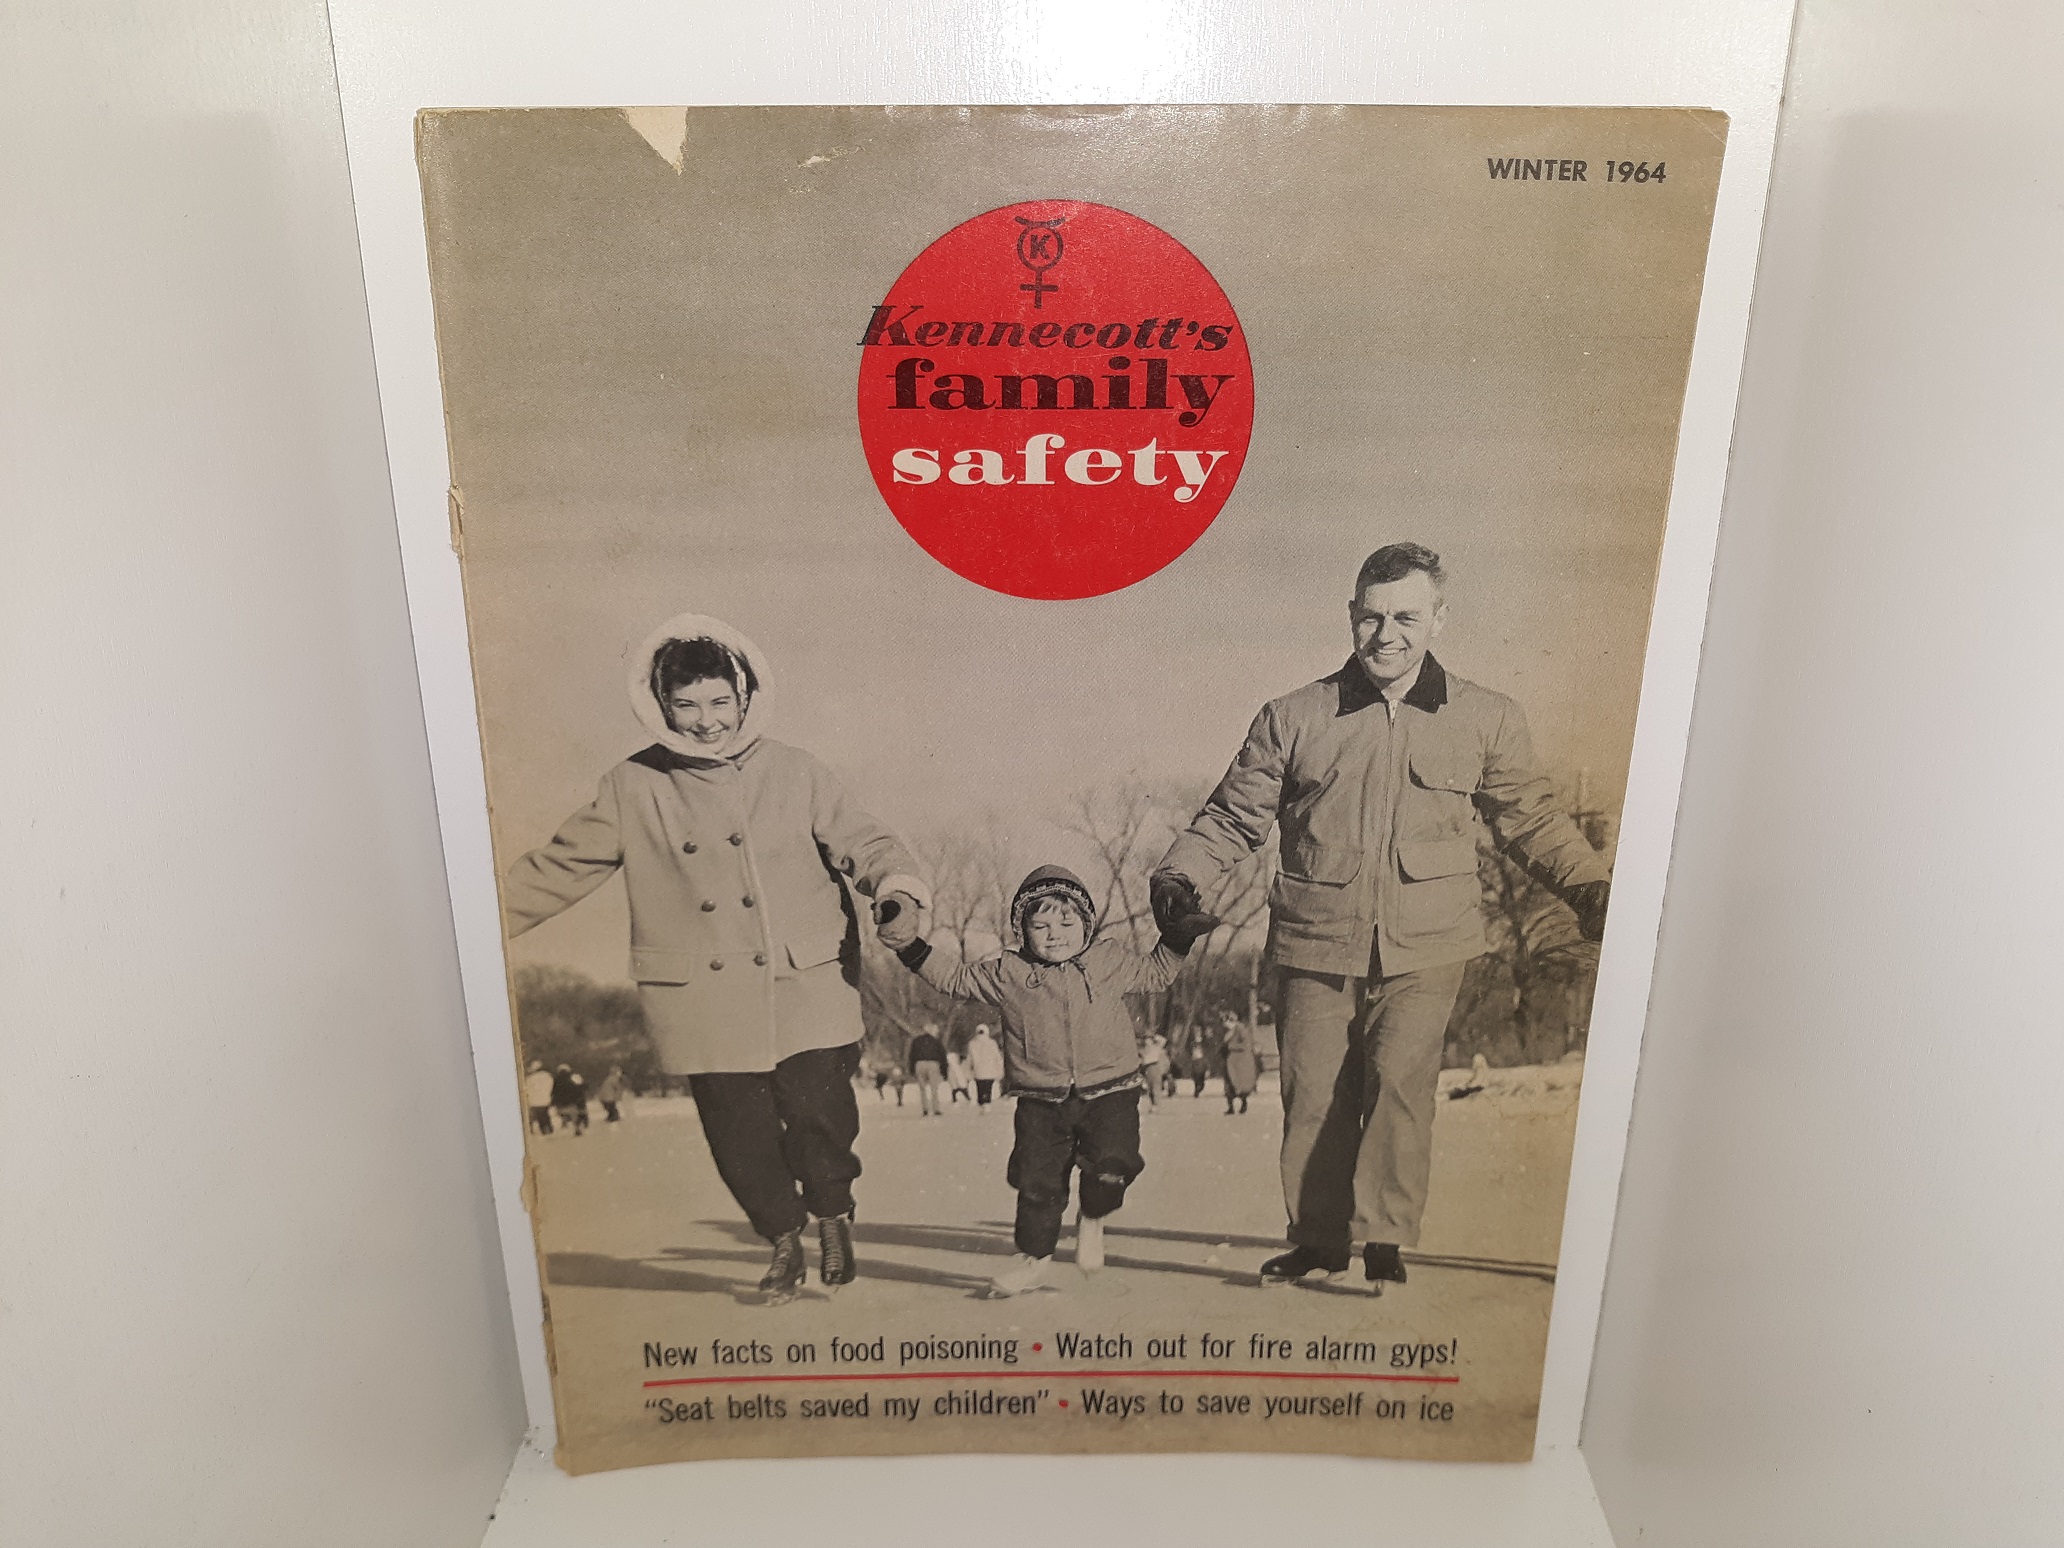 WINTER 1964
K
Kennecott's
family
safety
New facts on food poisoning • Watch out for fire alarm gyps!
"Seat belts saved my children" • Ways to save yourself on ice